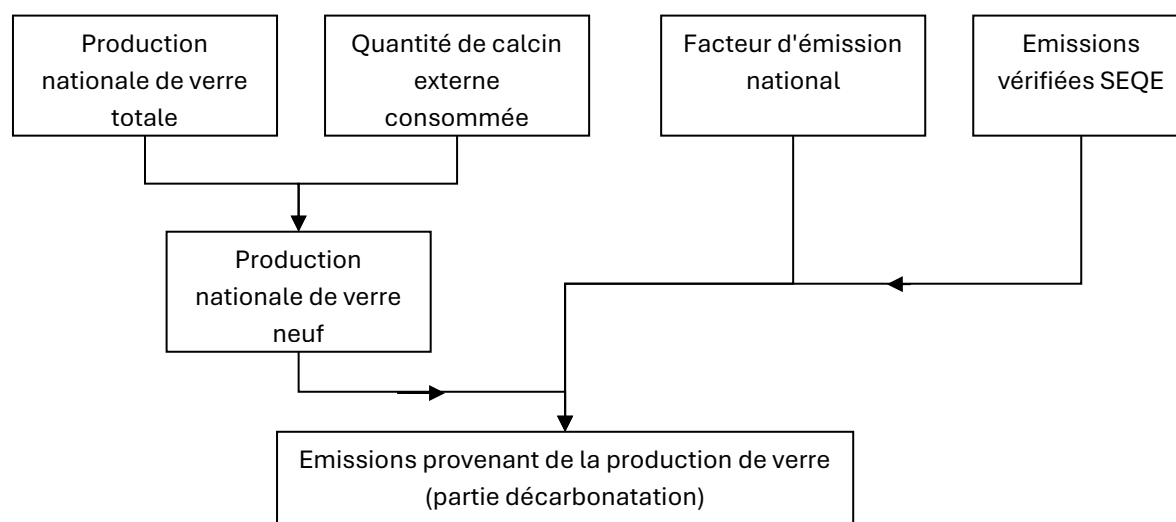 Production
nationale de verre
totale
Quantité de calcin
externe
consommée
Facteur d'émission
national
Emissions
vérifiées SEQE
Production
nationale de verre
neuf
Emissions provenant de la production de verre
(partie décarbonatation)